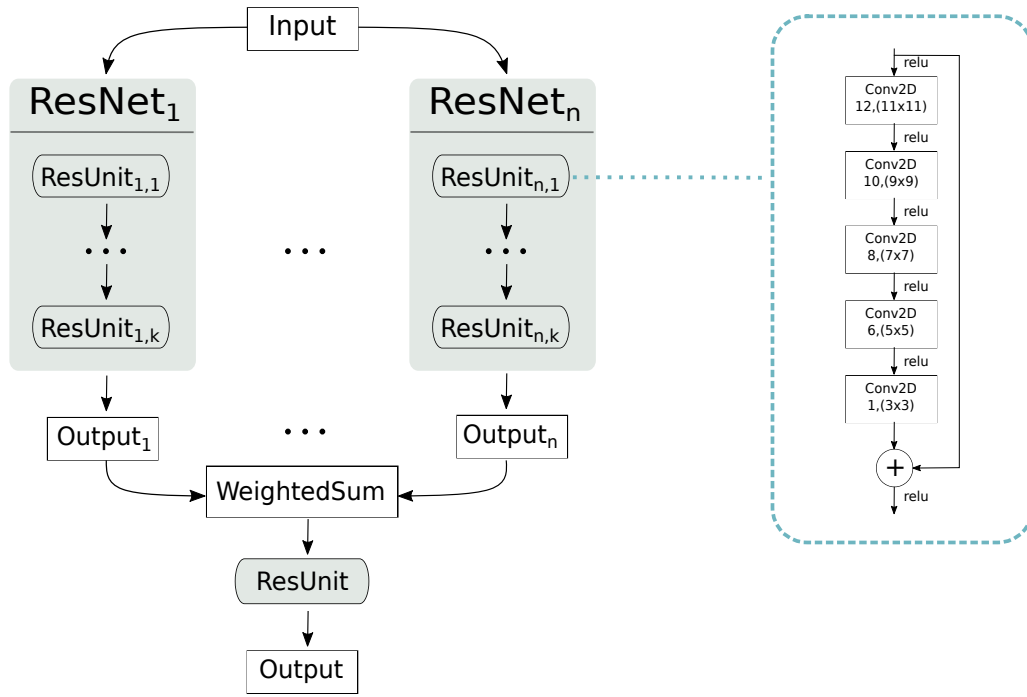 Input
ResNet₁
ResUnit₁,₁
...
ResUnit₁,ₖ
Output₁
...
...
ResNetₙ
ResUnitₙ,₁
...
ResUnitₙ,ₖ
Outputₙ
WeightedSum
ResUnit
Output
relu
Conv2D
12,(11x11)
relu
Conv2D
10,(9x9)
relu
Conv2D
8,(7x7)
relu
Conv2D
6,(5x5)
relu
Conv2D
1,(3x3)
+
relu